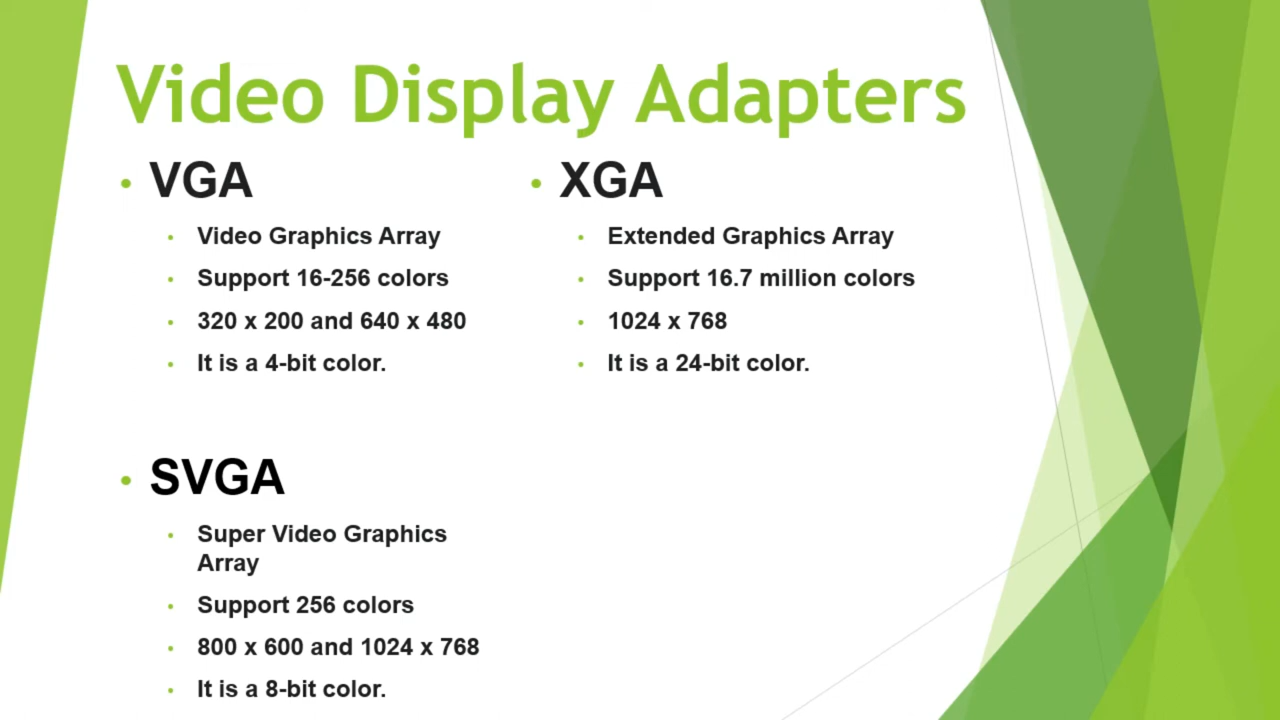 Video Display Adapters
• VGA
• Video Graphics Array
• Support 16-256 colors
• 320 x 200 and 640 x 480
• It is a 4-bit color.
• SVGA
• Super Video Graphics
Array
• Support 256 colors
• 800 x 600 and 1024 x 768
• It is a 8-bit color.
• XGA
• Extended Graphics Array
• Support 16.7 million colors
• 1024 x 768
• It is a 24-bit color.